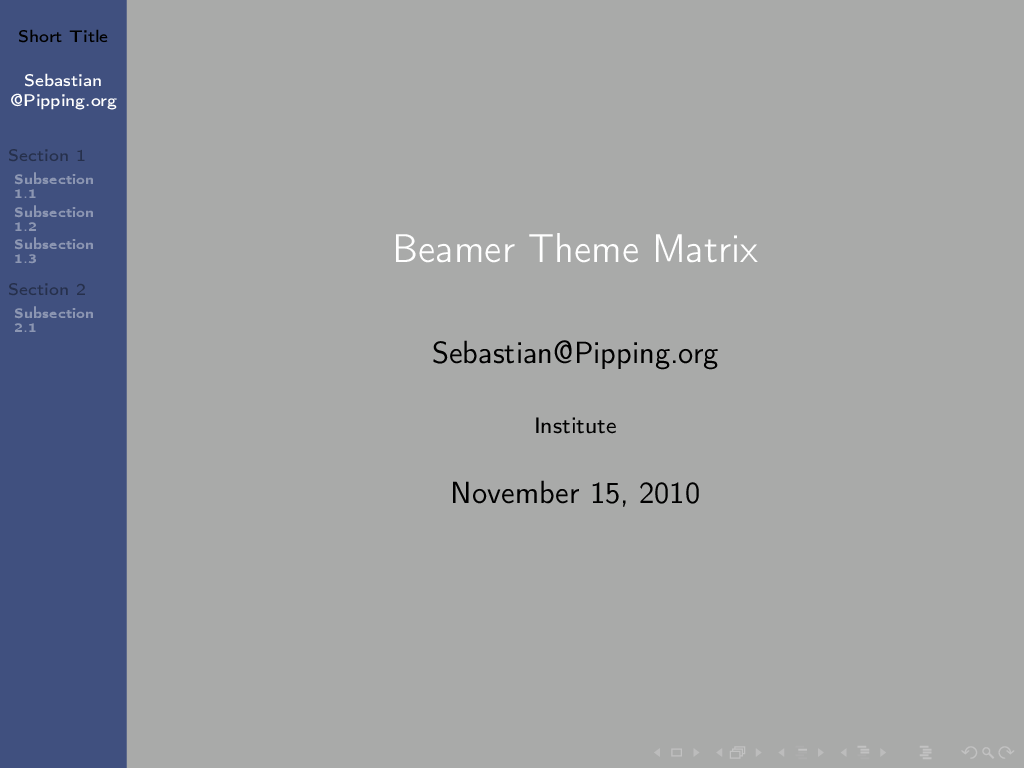 Short Title
Sebastian
@Pipping.org
Section 1
Subsection
1.1
Subsection
1.2
Subsection
1.3
Section 2
Subsection
2.1
Beamer Theme Matrix
Sebastian@Pipping.org
Institute
November 15, 2010